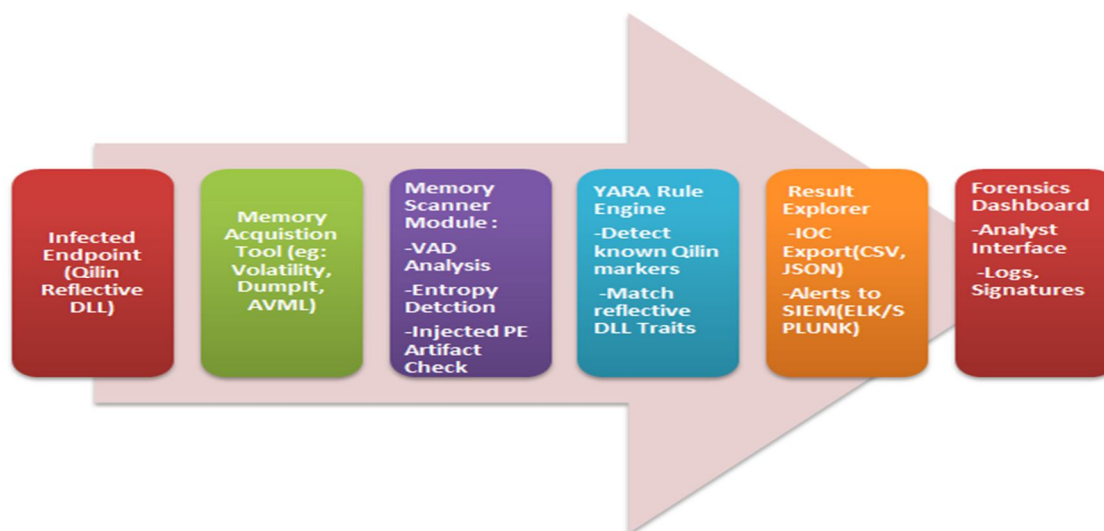 Infected
Endpoint
(Qilin
Reflective
DLL)
Memory
Acquistion
Tool (eg:
Volatility,
DumpIt,
AVML)
Memory
Scanner
Module :
-VAD
Analysis
-Entropy
Detction
-Injected PE
Artifact
Check
YARA Rule
Engine
-Detect
known Qilin
markers
-Match
reflective
DLL Traits
Result
Explorer
-IOC
Export(CSV,
JSON)
-Alerts to
SIEM(ELK/S
PLUNK)
Forensics
Dashboard
-Analyst
Interface
-Logs,
Signatures